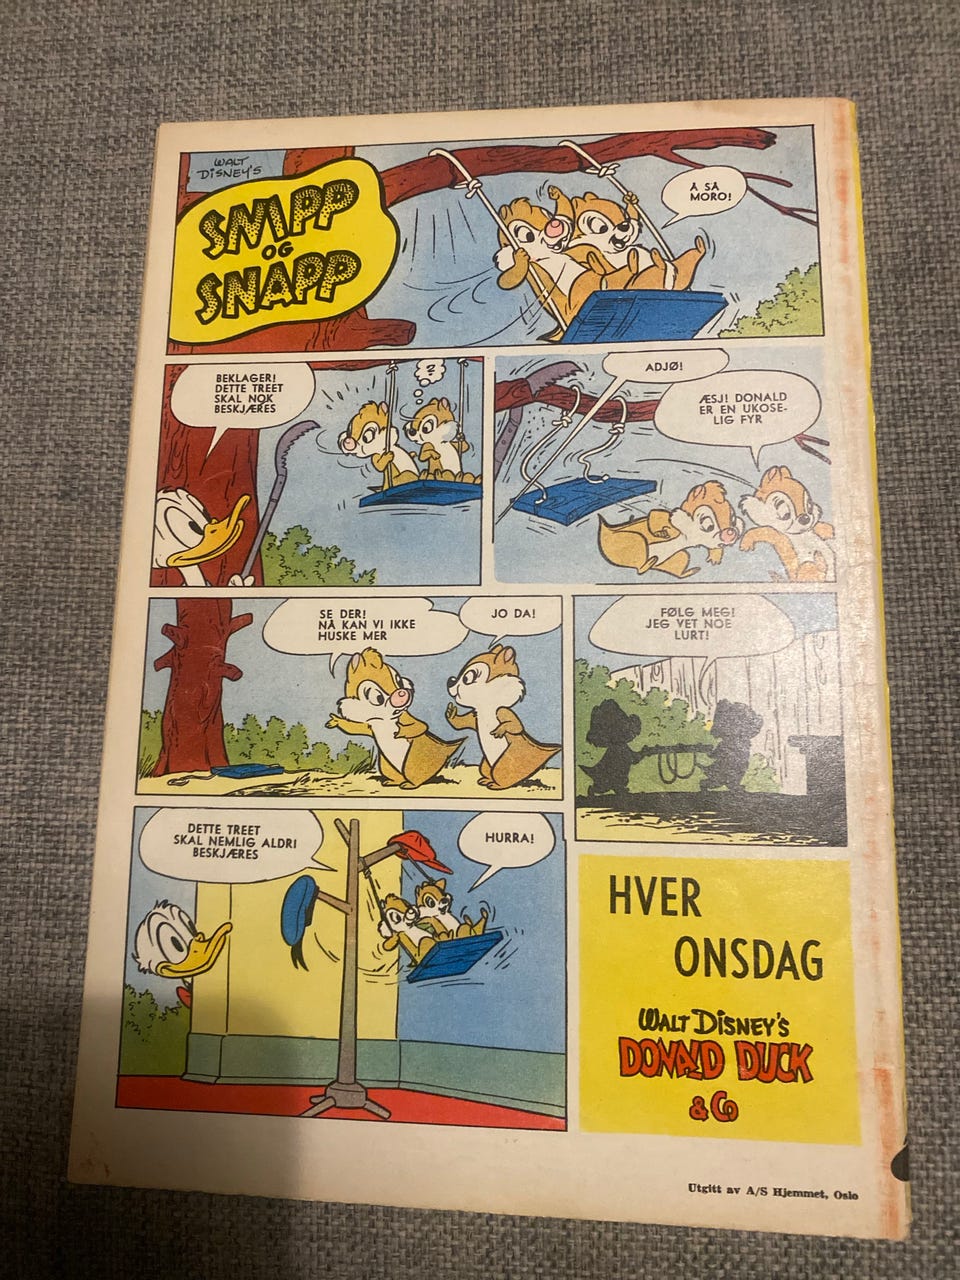 WALT
DISNEY'S
SNIPP
OG
SNAPP
Å SÅ
MORO!
BEKLAGER!
DETTE TREET
SKAL NOK
BESKJÆRES
?
ADJØ!
ÆSJ! DONALD
ER EN UKOSE-
LIG FYR
SE DER!
NÅ KAN VI IKKE
HUSKE MER
JO DA!
FØLG MEG!
JEG VET NOE
LURT!
DETTE TREET
SKAL NEMLIG ALDRI
BESKJÆRES
HURRA!
HVER
ONSDAG
WALT DISNEY'S
DONALD DUCK
& Co
Utgitt av A/S Hjemmet, Oslo